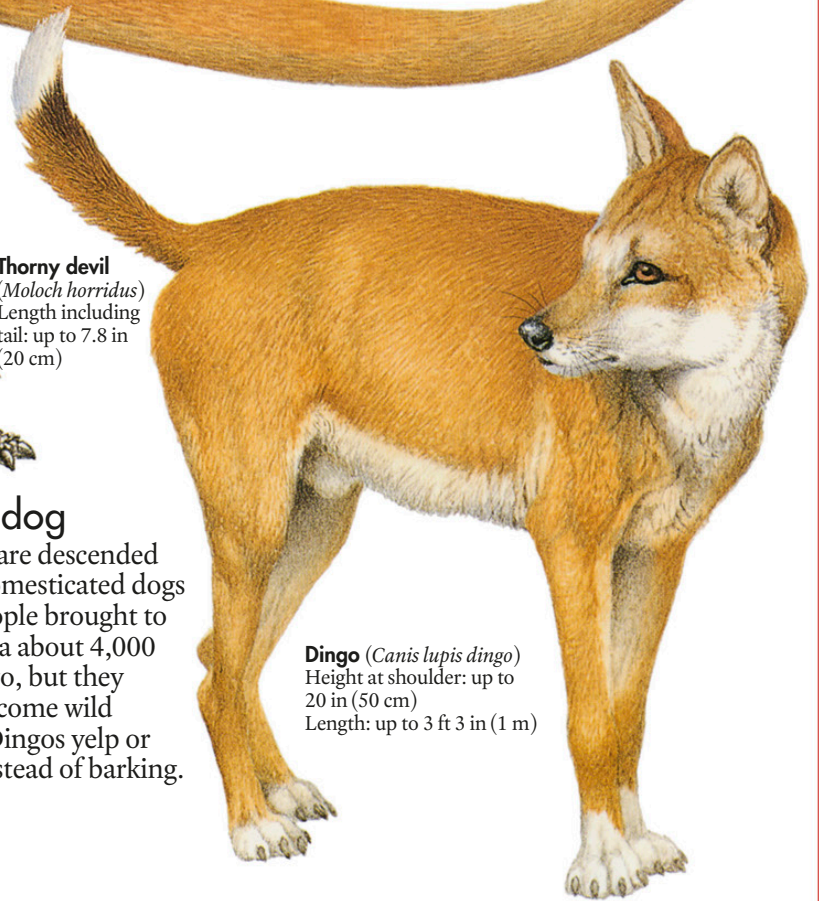 Thorny devil
(Moloch horridus)
Length including
tail: up to 7.8 in
(20 cm)
dog
are descended
mesticated dogs
ple brought to
a about 4,000
o, but they
come wild
Dingos yelp or
stead of barking.
Dingo (Canis lupis dingo)
Height at shoulder: up to
20 in (50 cm)
Length: up to 3 ft 3 in (1 m)